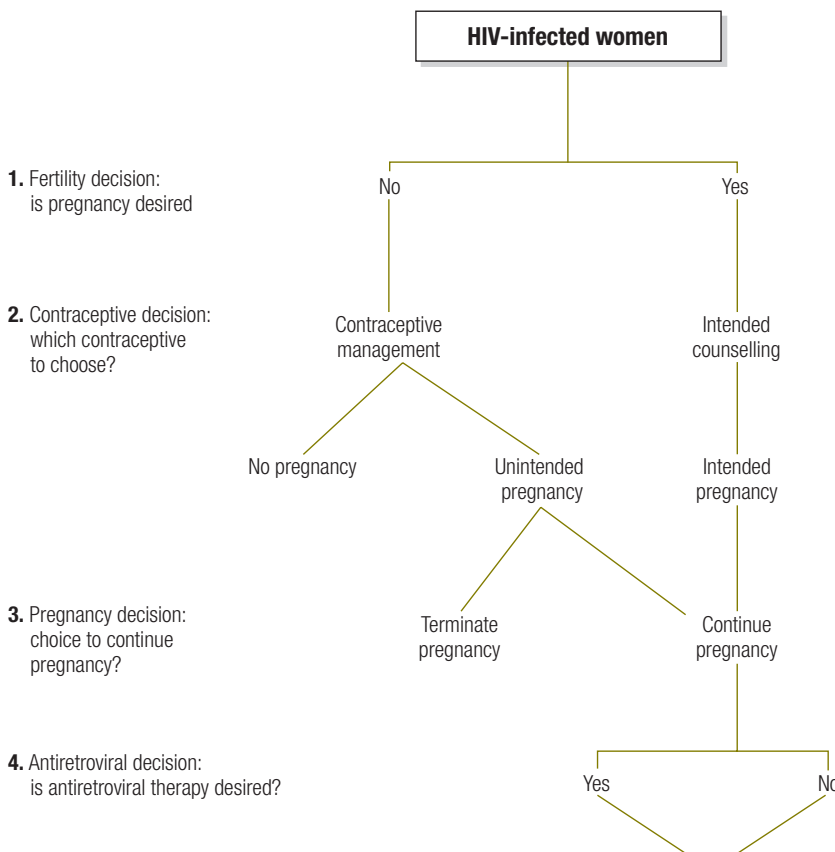 HIV-infected women
1. Fertility decision:
is pregnancy desired
No
Yes
2. Contraceptive decision:
which contraceptive
to choose?
Contraceptive
management
Intended
counselling
No pregnancy
Unintended
pregnancy
Intended
pregnancy
3. Pregnancy decision:
choice to continue
pregnancy?
Terminate
pregnancy
Continue
pregnancy
4. Antiretroviral decision:
is antiretroviral therapy desired?
Yes
No